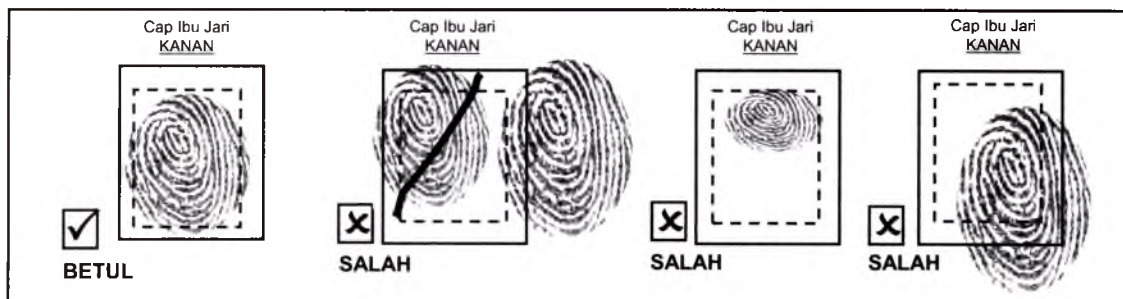 Cap Ibu Jari
KANAN
BETUL
Cap Ibu Jari
KANAN
SALAH
Cap Ibu Jari
KANAN
SALAH
Cap Ibu Jari
KANAN
SALAH